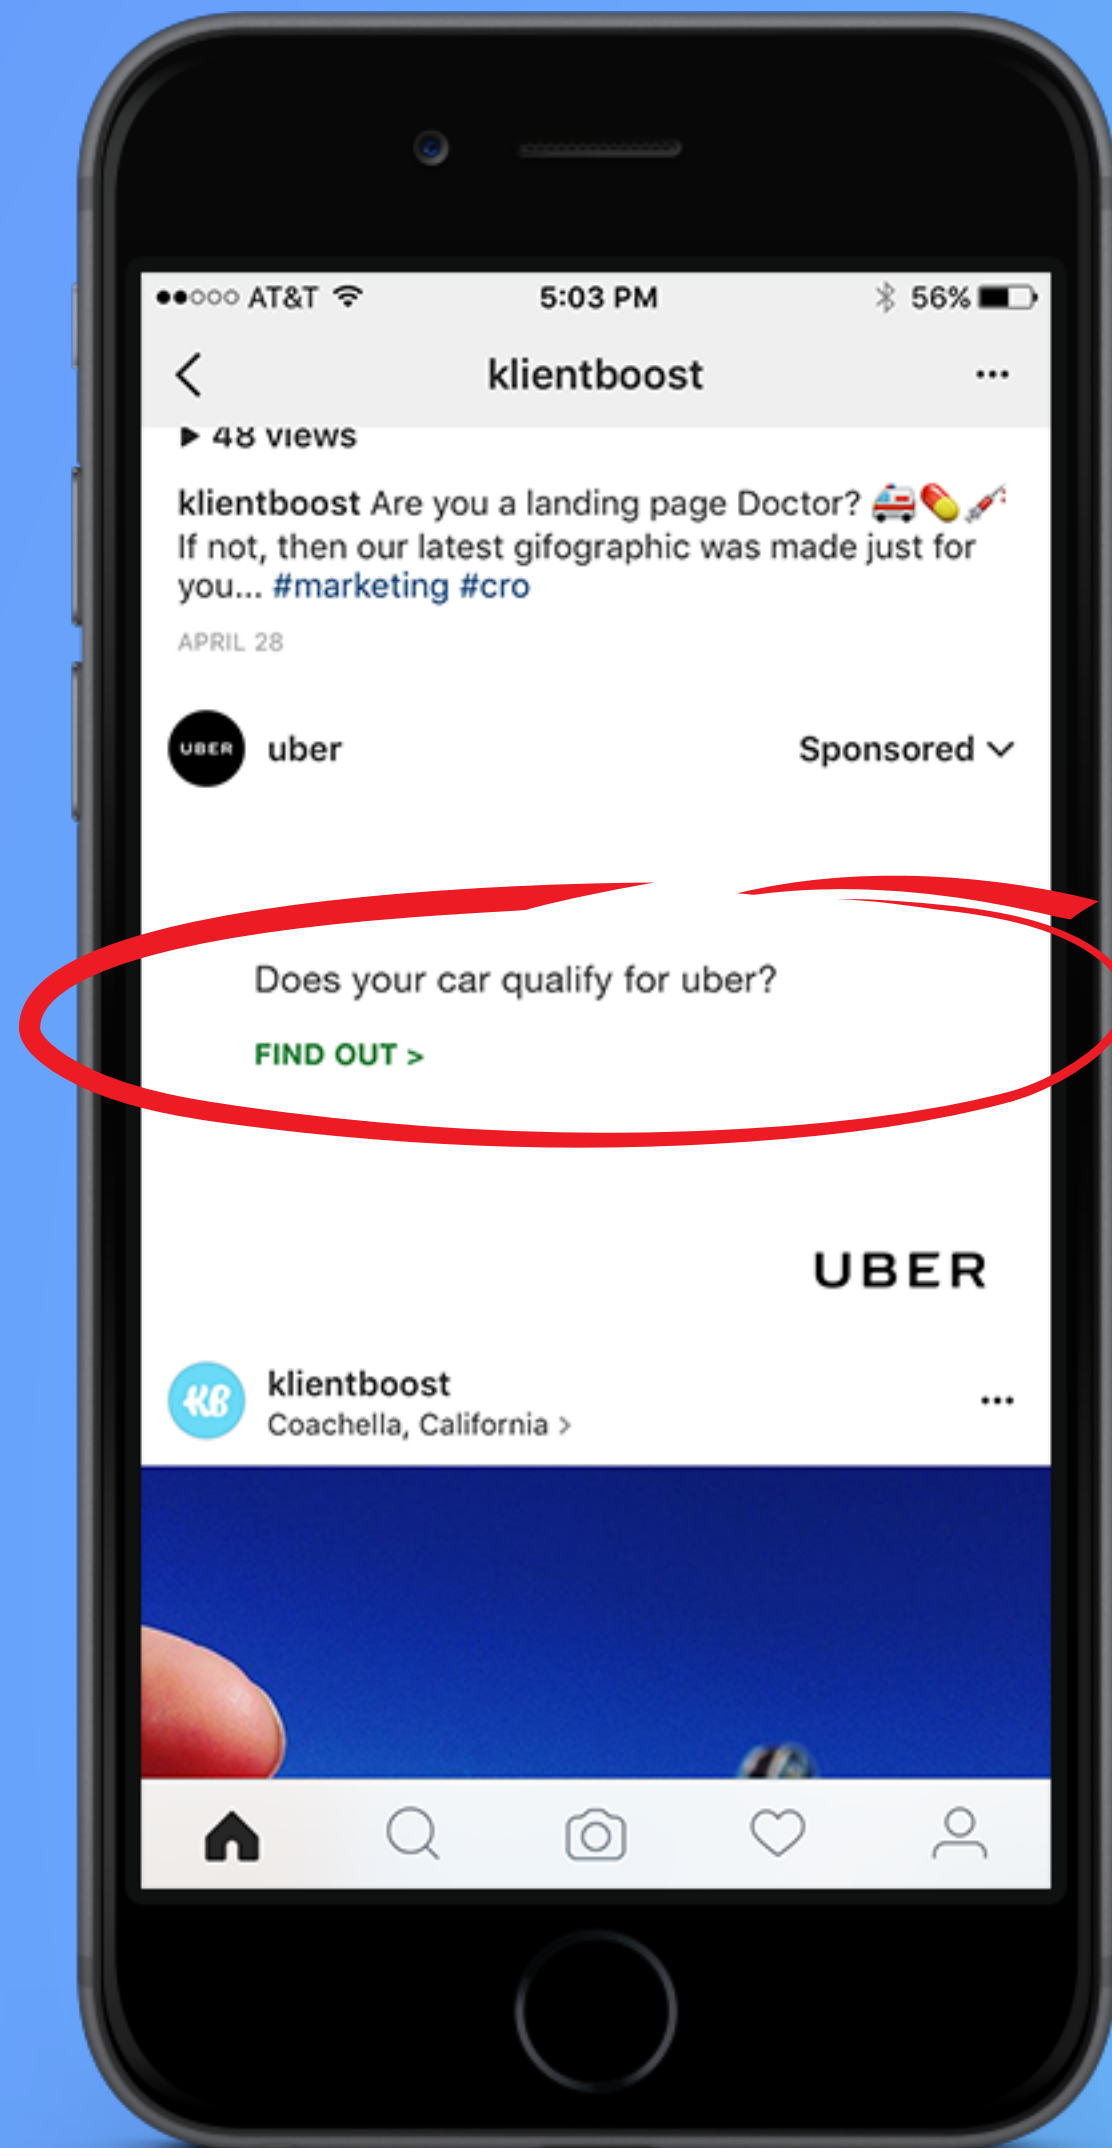 AT&T 5:03 PM 56%
klientboost
48 views
klientboost Are you a landing page Doctor?
If not, then our latest gifographic was made just for
you... #marketing #cro
APRIL 28
UBER uber Sponsored
Does your car qualify for uber?
FIND OUT >
UBER
KB klientboost
Coachella, California >